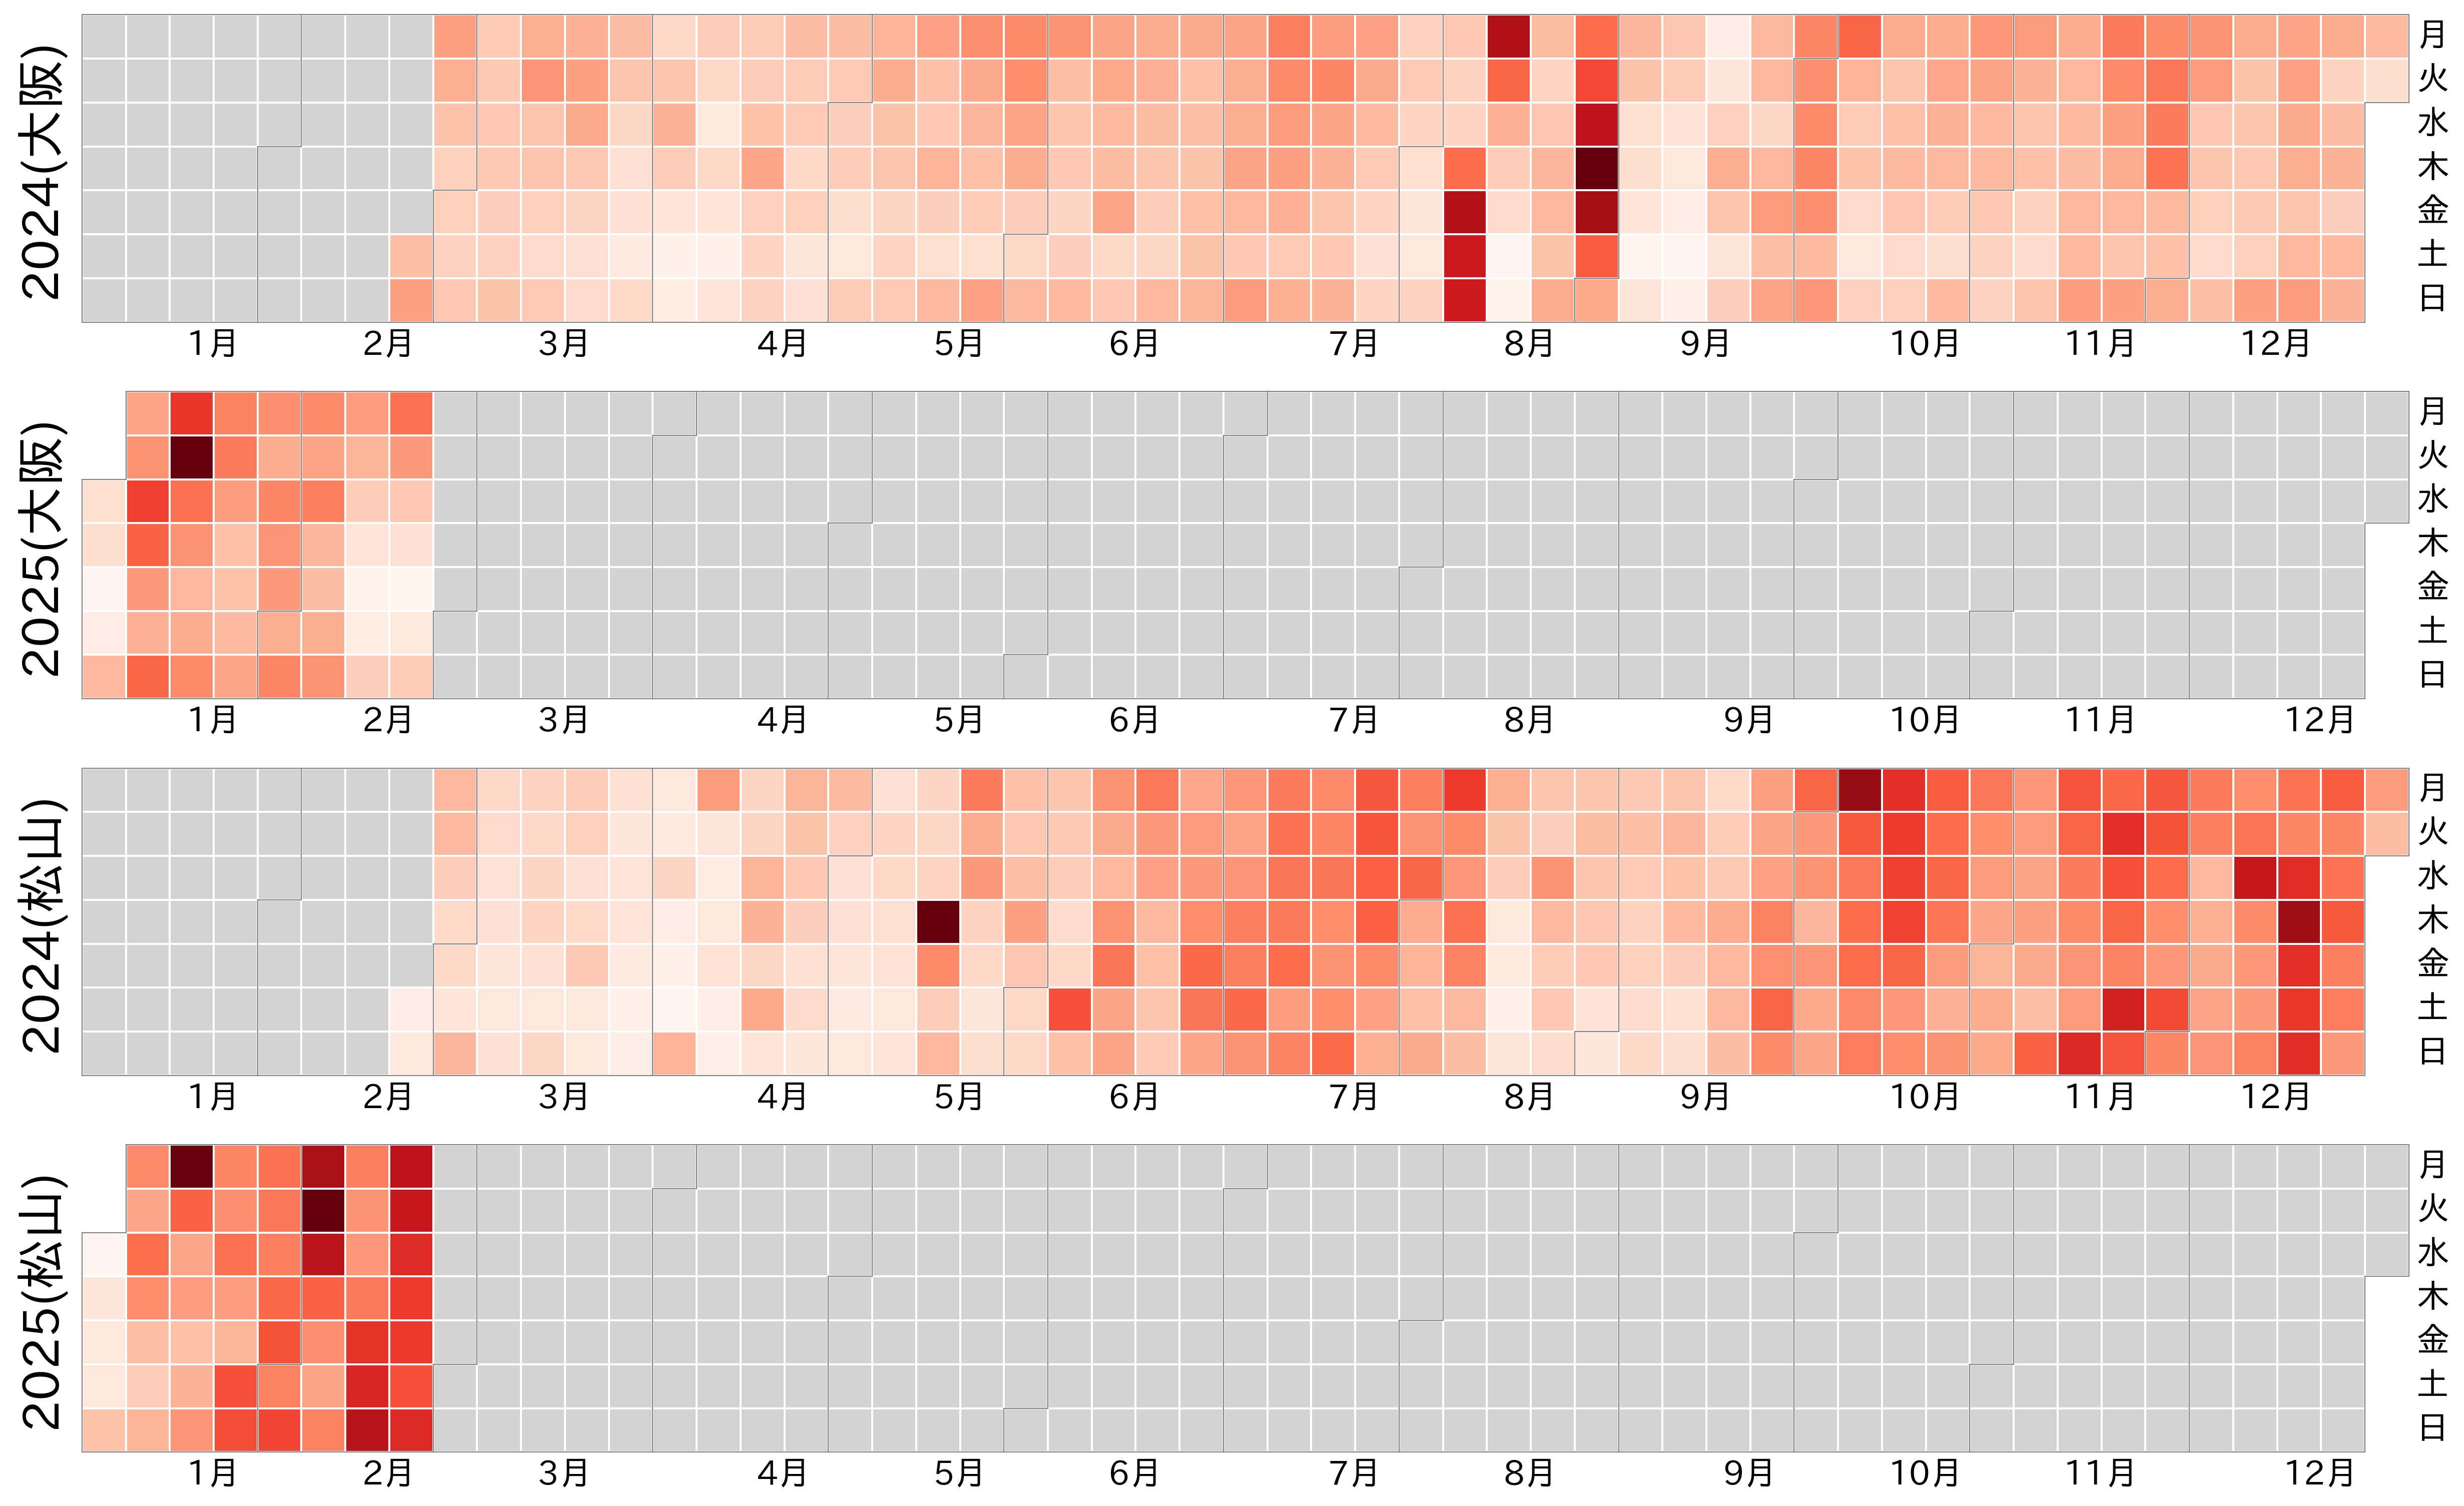 2024(大阪)
月
火
水
木
金
土
日
1月 2月 3月 4月 5月 6月 7月 8月 9月 10月 11月 12月
2025(大阪)
月
火
水
木
金
土
日
1月 2月 3月 4月 5月 6月 7月 8月 9月 10月 11月 12月
2024(松山)
月
火
水
木
金
土
日
1月 2月 3月 4月 5月 6月 7月 8月 9月 10月 11月 12月
2025(松山)
月
火
水
木
金
土
日
1月 2月 3月 4月 5月 6月 7月 8月 9月 10月 11月 12月